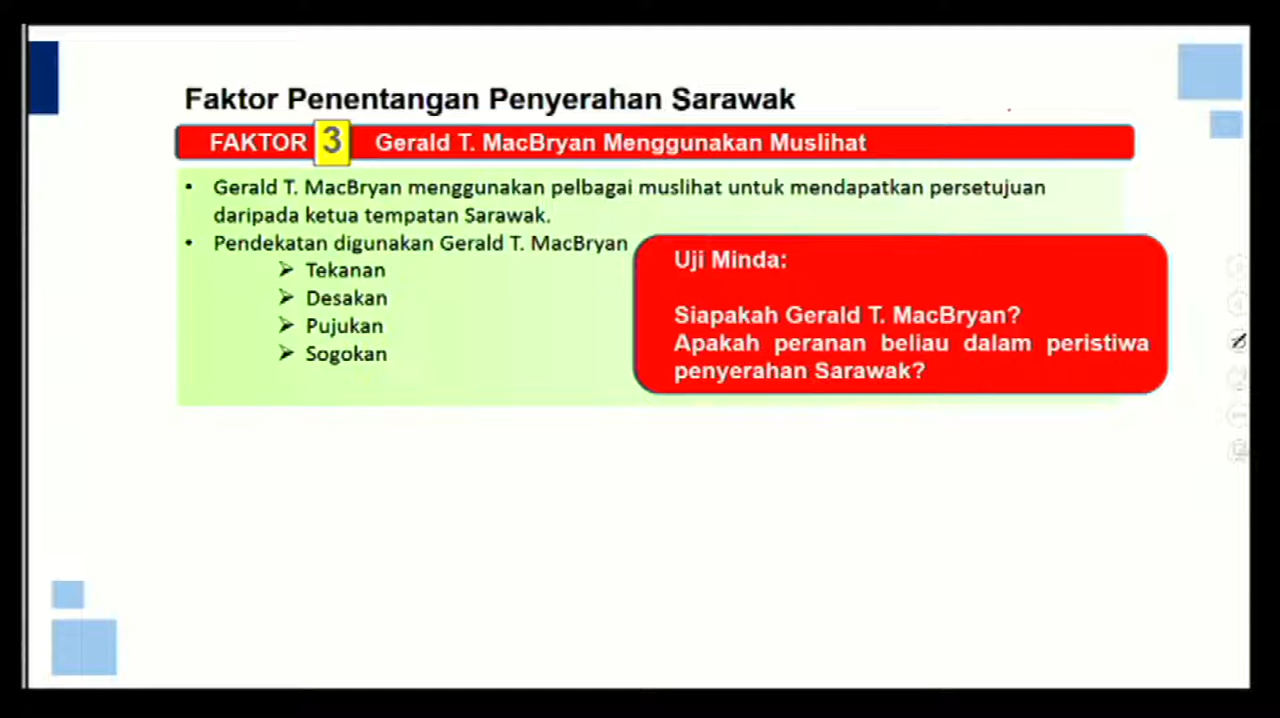 Faktor Penentangan Penyerahan Sarawak
FAKTOR 3 Gerald T. MacBryan Menggunakan Muslihat
• Gerald T. MacBryan menggunakan pelbagai muslihat untuk mendapatkan persetujuan
daripada ketua tempatan Sarawak.
• Pendekatan digunakan Gerald T. MacBryan
➢ Tekanan
➢ Desakan
➢ Pujukan
➢ Sogokan
Uji Minda:
Siapakah Gerald T. MacBryan?
Apakah peranan beliau dalam peristiwa
penyerahan Sarawak?